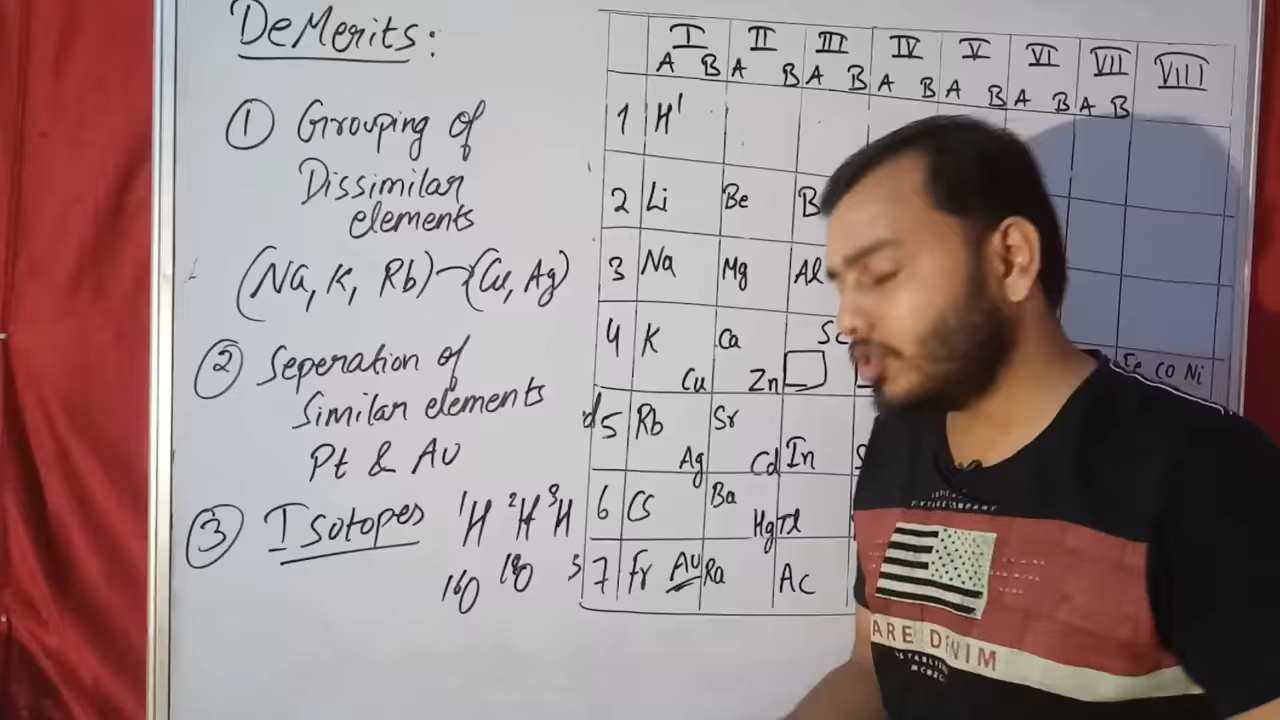 DeMerits:
① Grouping of
Dissimilar
elements
(Na, K, Rb) – (Cu, Ag)
② Seperation of
Similar elements
Pt & Au
③ Isotopes ¹H ²H ³H
¹⁶O ¹⁸O
I II III IV V VI VII VIII
A B A B A B A B A B A B A B
1 H¹
2 Li Be B
3 Na Mg Al
4 K Ca Sc
Cu Zn Co Ni
5 Rb Sr
Ag Cd In
6 Cs Ba
Hg Tl
7 Fr Au Ra Ac
ARE DENIM